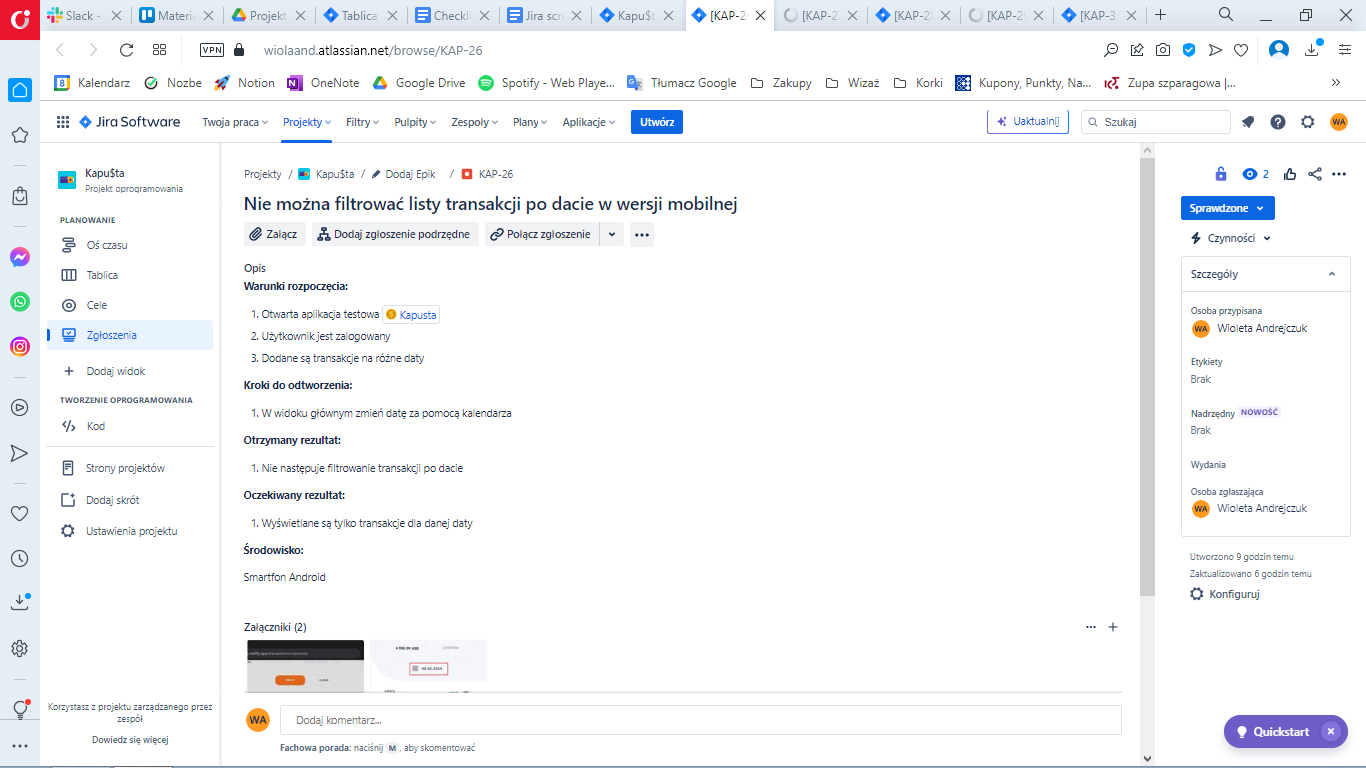 Slack -
Materia
Projekt
Tablica
Checkli
Jira scr
Kapu$t
[KAP-2
[KAP-2
[KAP-2
[KAP-2
[KAP-3
VPN
wiolaand.atlassian.net/browse/KAP-26
Kalendarz
Nozbe
Notion
OneNote
Google Drive
Spotify - Web Playe...
Tłumacz Google
Zakupy
Wizaż
Korki
Kupony, Punkty, Na...
Zupa szparagowa |...
Jira Software
Twoja praca
Projekty
Filtry
Pulpity
Zespoły
Plany
Aplikacje
Utwórz
Uaktualnij
Szukaj
WA
Kapu$ta
Projekt oprogramowania
PLANOWANIE
Oś czasu
Tablica
Cele
Zgłoszenia
Dodaj widok
TWORZENIE OPROGRAMOWANIA
Kod
Strony projektów
Dodaj skrót
Ustawienia projektu
Korzystasz z projektu zarządzanego przez
zespół
Dowiedz się więcej
Projekty / Kapu$ta / Dodaj Epik / KAP-26
Nie można filtrować listy transakcji po dacie w wersji mobilnej
Załącz
Dodaj zgłoszenie podrzędne
Połącz zgłoszenie
Opis
Warunki rozpoczęcia:
1. Otwarta aplikacja testowa Kapusta
2. Użytkownik jest zalogowany
3. Dodane są transakcje na różne daty
Kroki do odtworzenia:
1. W widoku głównym zmień datę za pomocą kalendarza
Otrzymany rezultat:
1. Nie następuje filtrowanie transakcji po dacie
Oczekiwany rezultat:
1. Wyświetlane są tylko transakcje dla danej daty
Środowisko:
Smartfon Android
Załączniki (2)
WA
Dodaj komentarz...
Fachowa porada: naciśnij M , aby skomentować
2
Sprawdzone
Czynności
Szczegóły
Osoba przypisana
WA Wioleta Andrejczuk
Etykiety
Brak
Nadrzędny NOWOŚĆ
Brak
Wydania
Osoba zgłaszająca
WA Wioleta Andrejczuk
Utworzono 9 godzin temu
Zaktualizowano 6 godzin temu
Konfiguruj
Quickstart